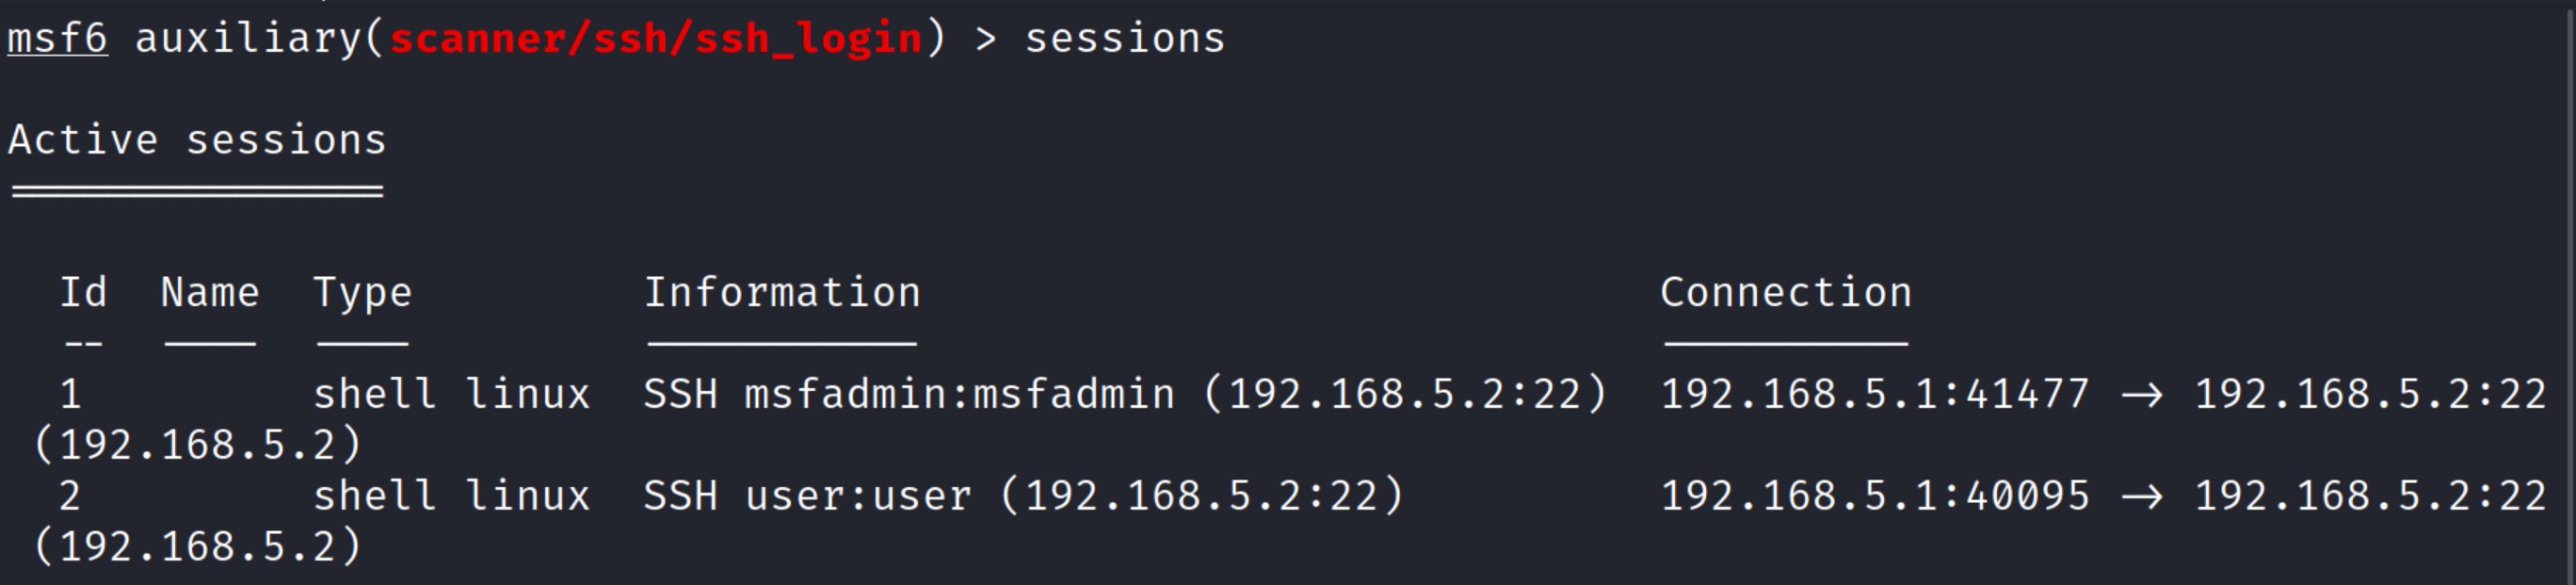 msf6 auxiliary(scanner/ssh/ssh_login) > sessions
Active sessions
===============
Id  Name  Type         Information                             Connection
--  ----  ----         -----------                             ----------
1         shell linux  SSH msfadmin:msfadmin (192.168.5.2:22)  192.168.5.1:41477 → 192.168.5.2:22
(192.168.5.2)
2         shell linux  SSH user:user (192.168.5.2:22)          192.168.5.1:40095 → 192.168.5.2:22
(192.168.5.2)